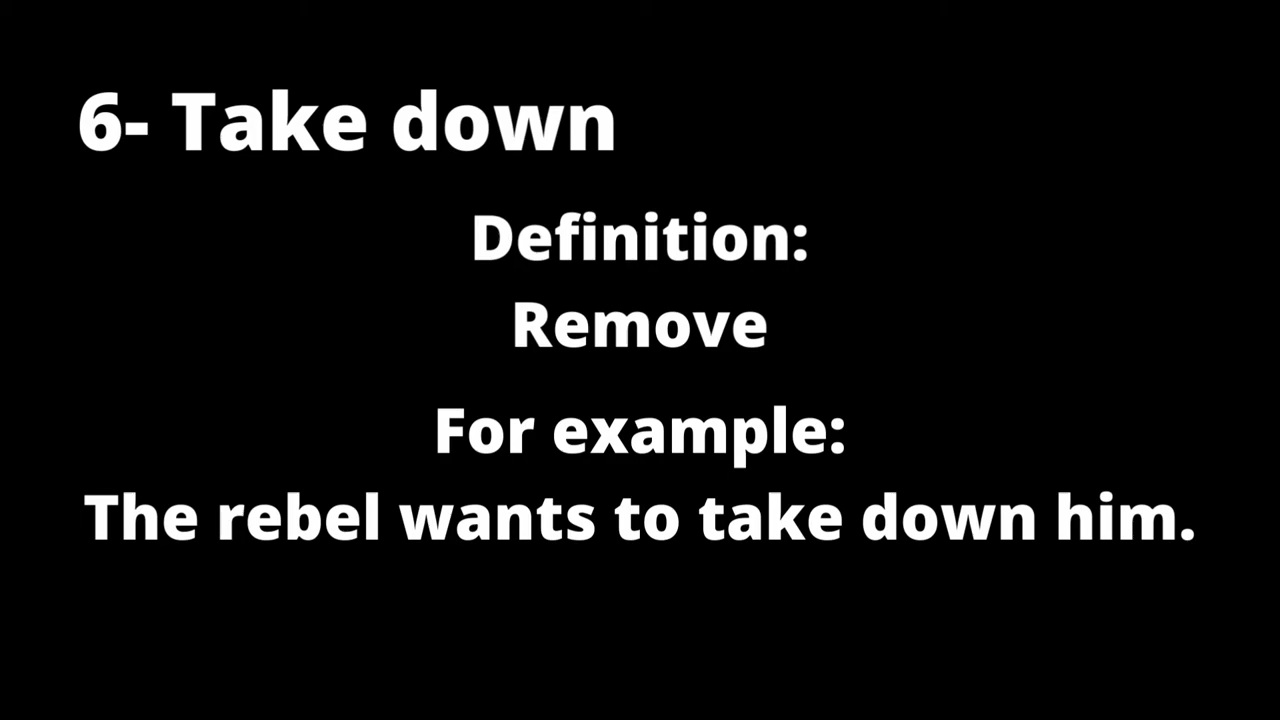 6- Take down
Definition:
Remove
For example:
The rebel wants to take down him.